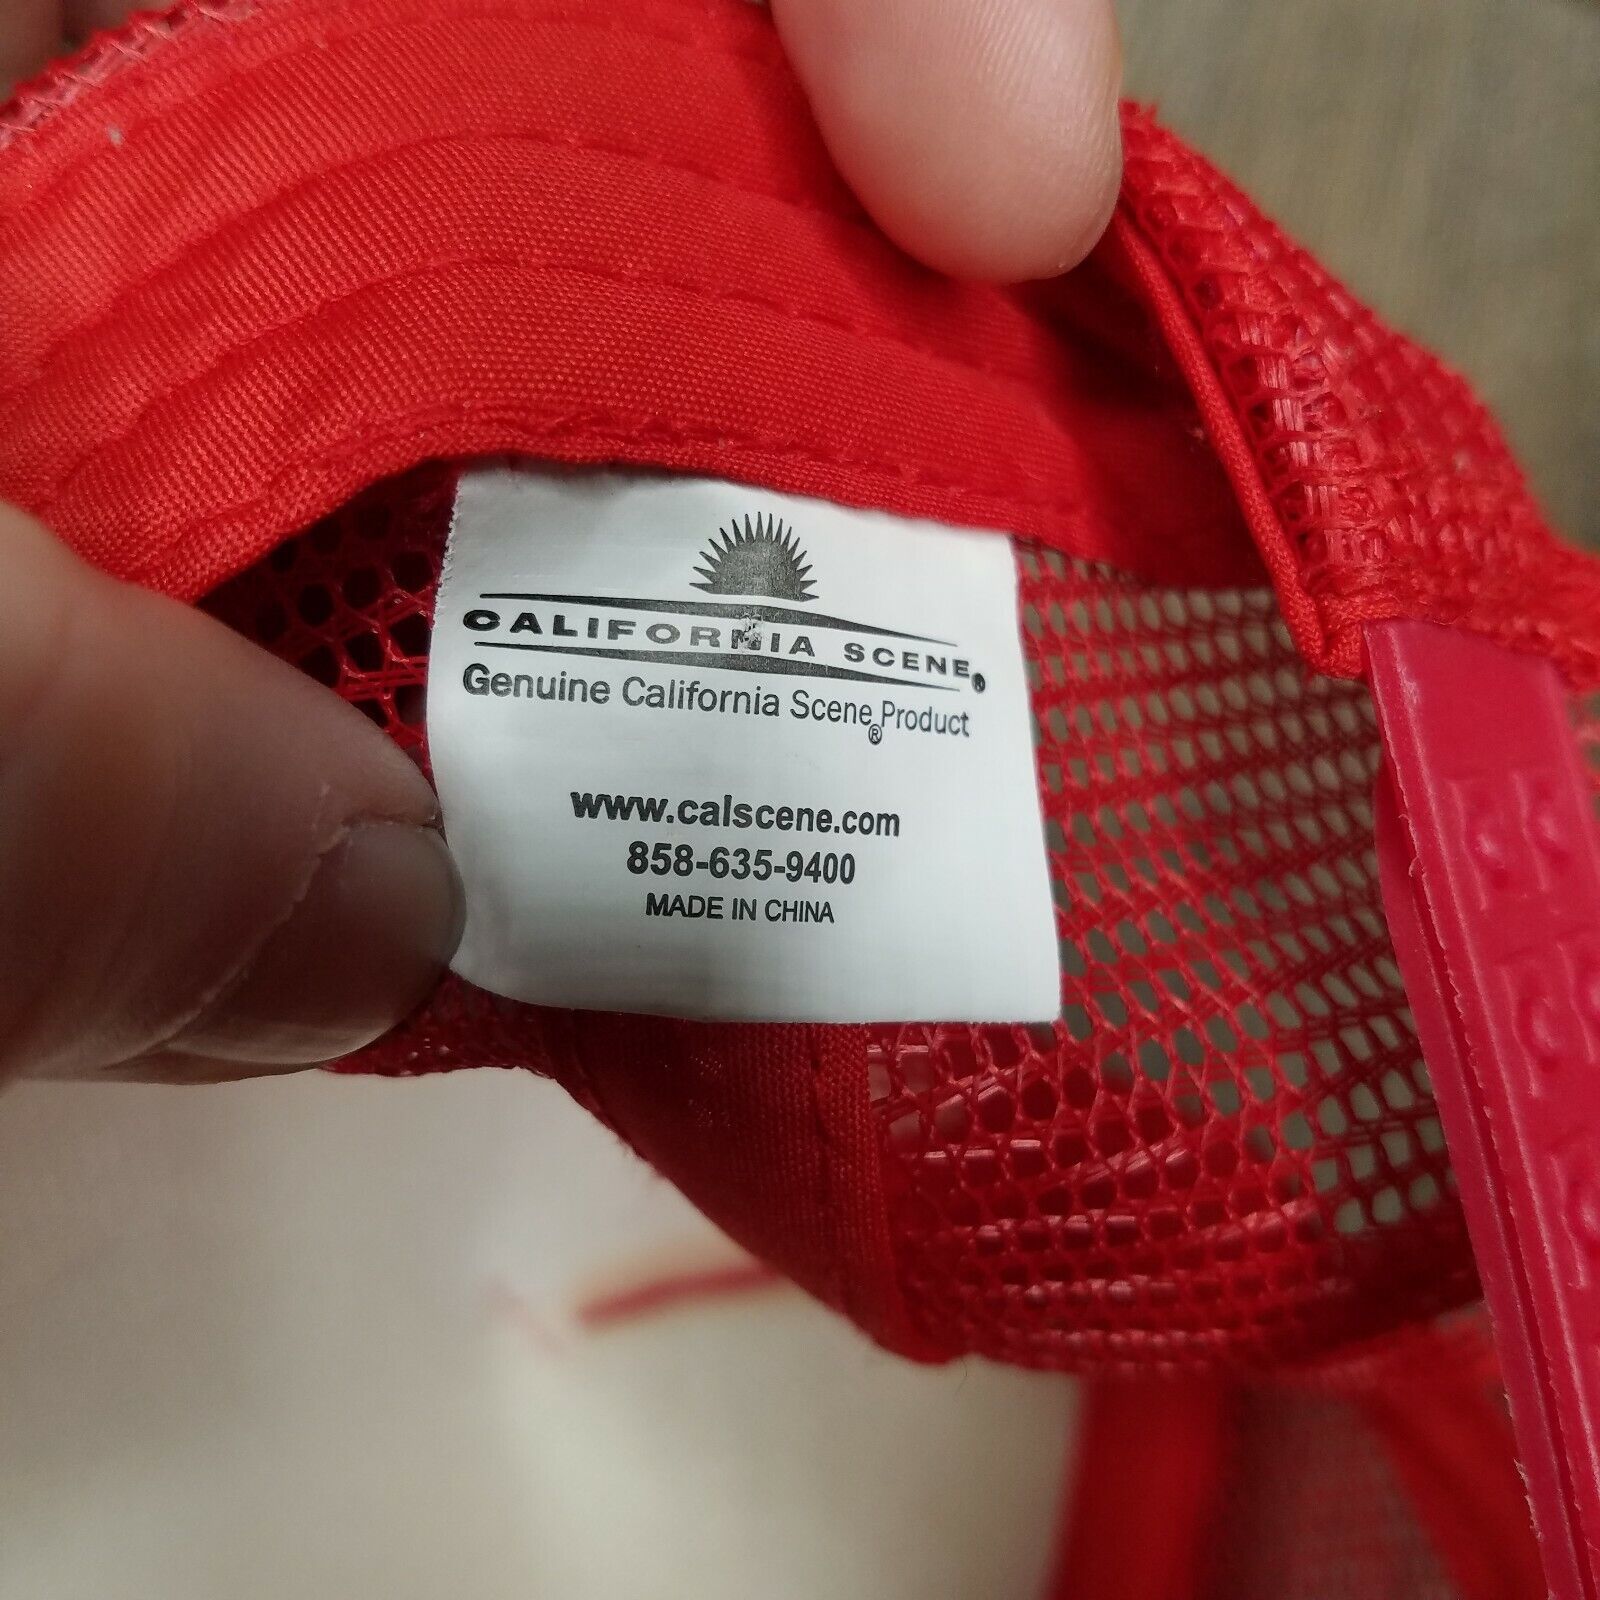 CALIFORNIA SCENE®
Genuine California Scene® Product
www.calscene.com
858-635-9400
MADE IN CHINA